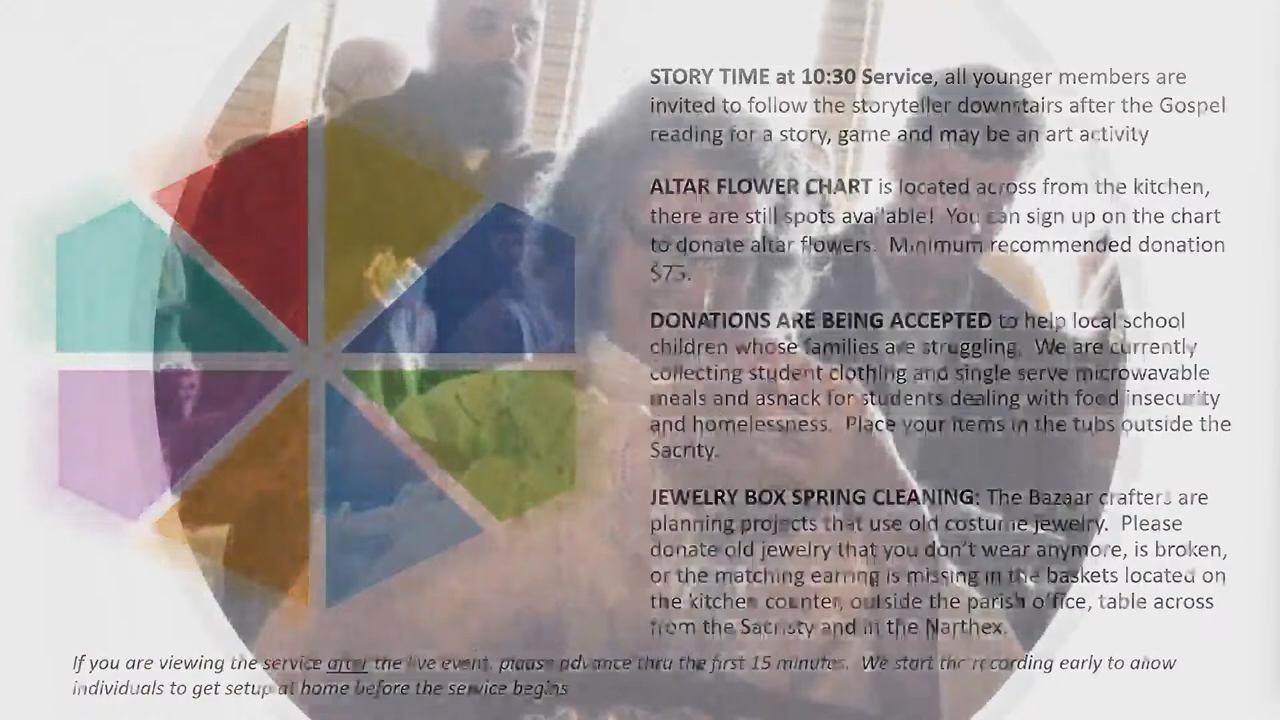 STORY TIME at 10:30 Service, all younger members are
invited to follow the storyteller downstairs after the Gospel
reading for a story, game and may be an art activity
ALTAR FLOWER CHART is located across from the kitchen,
there are still spots available! You can sign up on the chart
to donate altar flowers. Minimum recommended donation
$75.
DONATIONS ARE BEING ACCEPTED to help local school
children whose families are struggling. We are currently
collecting student clothing and single serve microwavable
meals and asnack for students dealing with food insecurity
and homelessness. Place your items in the tubs outside the
Sacrity.
JEWELRY BOX SPRING CLEANING: The Bazaar crafters are
planning projects that use old costume jewelry. Please
donate old jewelry that you don't wear anymore, is broken,
or the matching earring is missing in the baskets located on
the kitchen counter, outside the parish office, table across
from the Sacristy and in the Narthex.
If you are viewing the service after the live event, please advance thru the first 15 minutes. We start the recording early to allow
individuals to get setup at home before the service begins